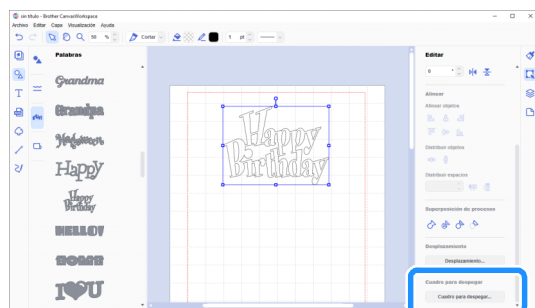 sin título - Brother CanvasWorkspace
Archivo Editar Capa Visualización Ayuda
50 % Cortar 1 pt
Palabras
Grandma
Grandpa
Happy
Happy
Birthday
HELLO!
HOME
I U
Happy
Birthday
Editar
0 °
Alinear
Alinear objetos
Distribuir objetos
Distribuir espacios
Superposición de procesos
Desplazamiento
Desplazamiento...
Cuadro para despegar
Cuadro para despegar...